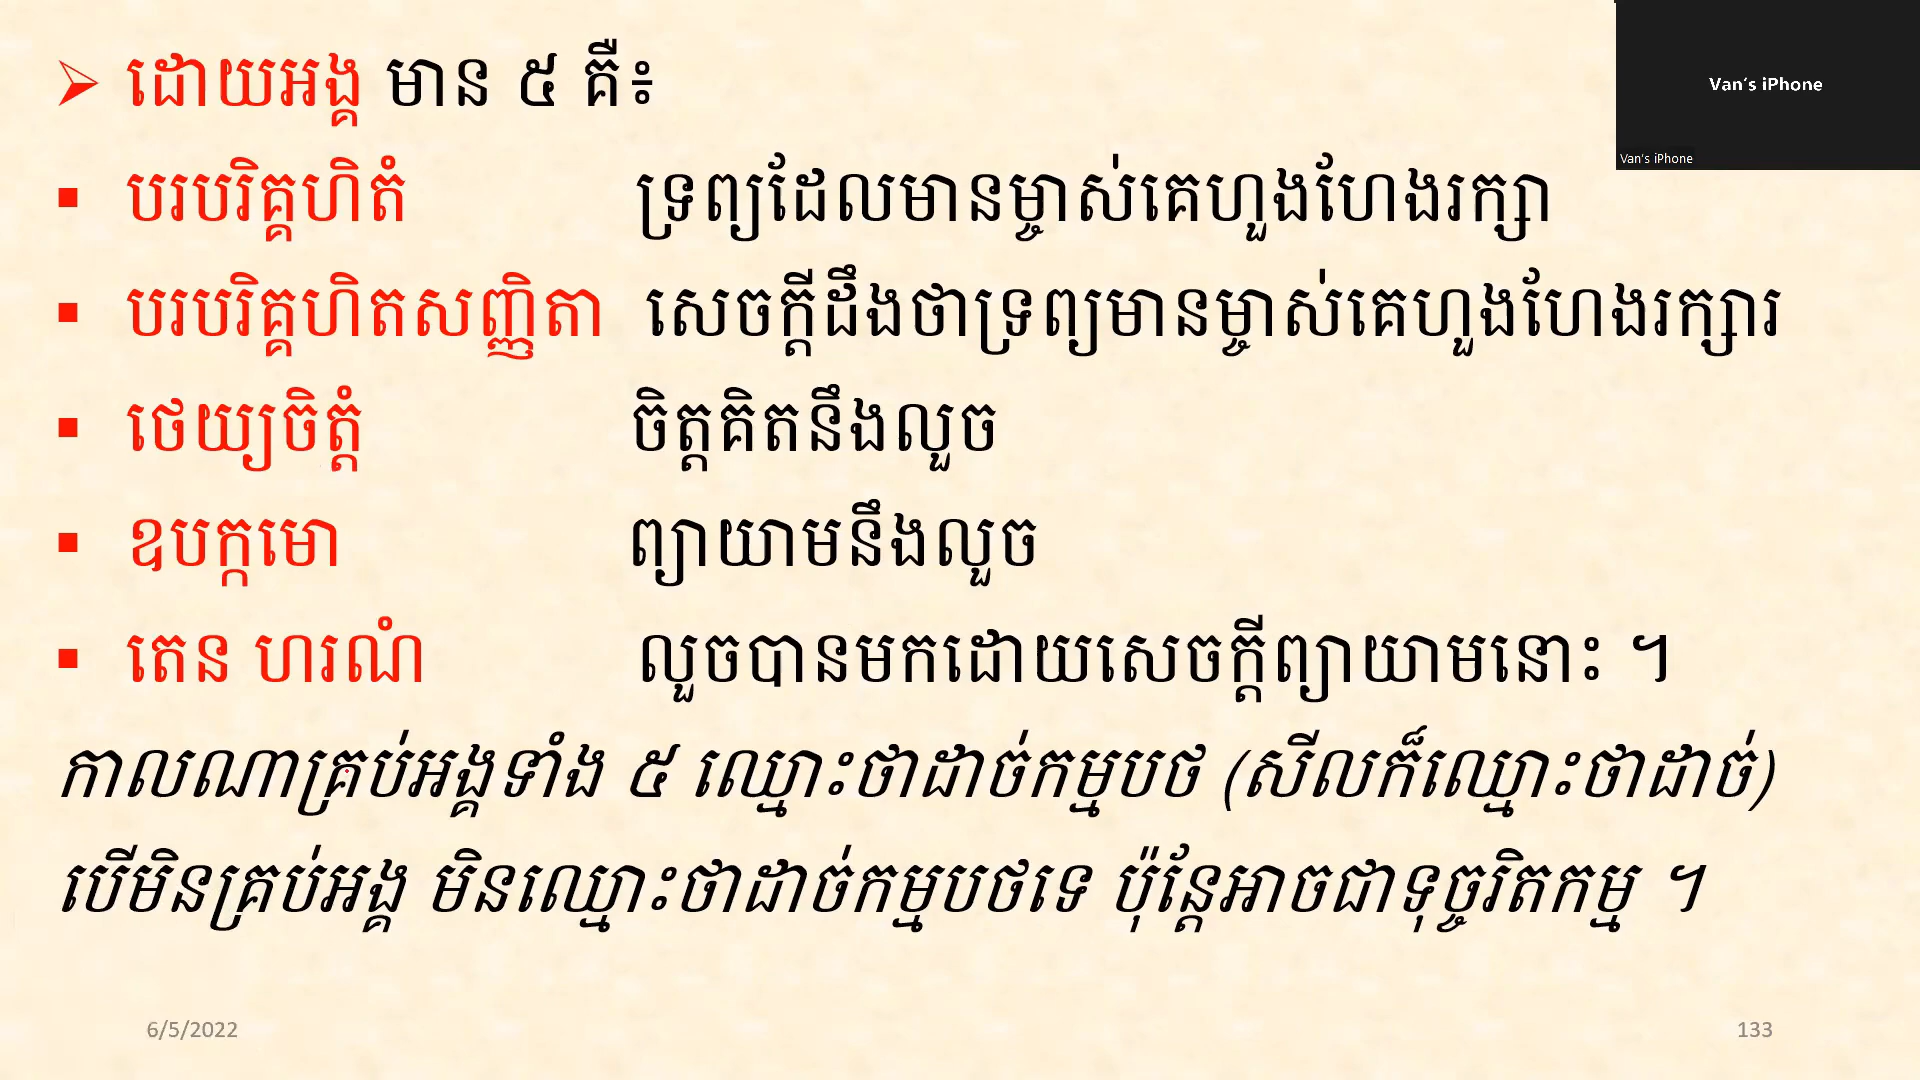 ➢ ដោយអង្គ មាន ៥ គឺ៖
▪ បរបរិគ្គហិតំ ទ្រព្យដែលមានម្ចាស់គេហួងហែងរក្សា
▪ បរបរិគ្គហិតសញ្ញិតា សេចក្តីដឹងថាទ្រព្យមានម្ចាស់គេហួងហែងរក្សារ
▪ ថេយ្យចិត្តំ ចិត្តគិតនឹងលួច
▪ ឧបក្កមោ ព្យាយាមនឹងលួច
▪ តេន ហរណំ លួចបានមកដោយសេចក្តីព្យាយាមនោះ ។
កាលណាគ្រប់អង្គទាំង ៥ ឈ្មោះថាដាច់កម្មបថ (សីលក៏ឈ្មោះថាដាច់)
បើមិនគ្រប់អង្គ មិនឈ្មោះថាដាច់កម្មបថទេ ប៉ុន្តែអាចជាទុច្ចរិតកម្ម ។
Van's iPhone
Van's iPhone
6/5/2022
133